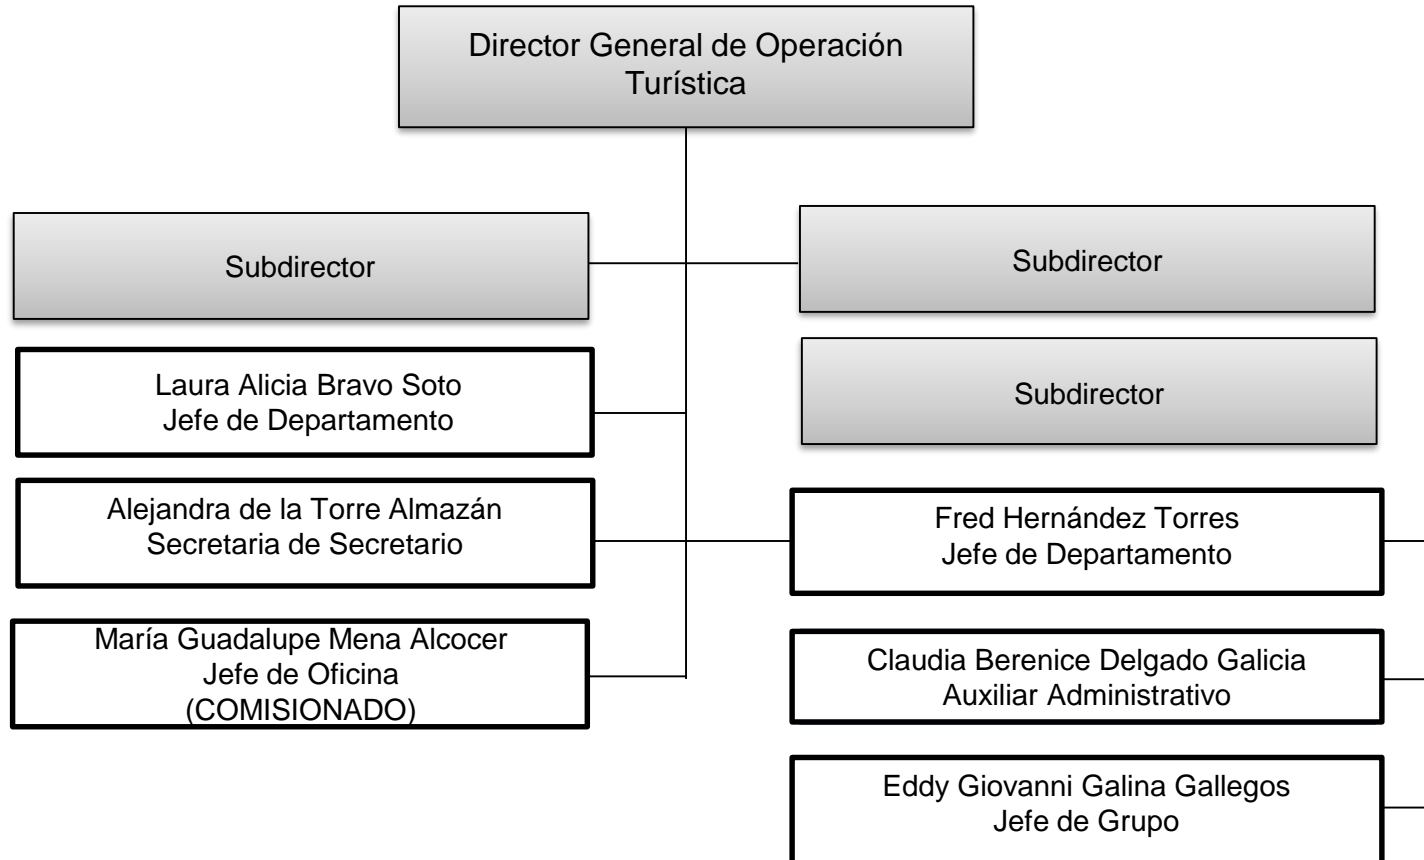 Director General de Operación
Turística
Subdirector
Subdirector
Laura Alicia Bravo Soto
Jefe de Departamento
Subdirector
Alejandra de la Torre Almazán
Secretaria de Secretario
Fred Hernández Torres
Jefe de Departamento
María Guadalupe Mena Alcocer
Jefe de Oficina
(COMISIONADO)
Claudia Berenice Delgado Galicia
Auxiliar Administrativo
Eddy Giovanni Galina Gallegos
Jefe de Grupo